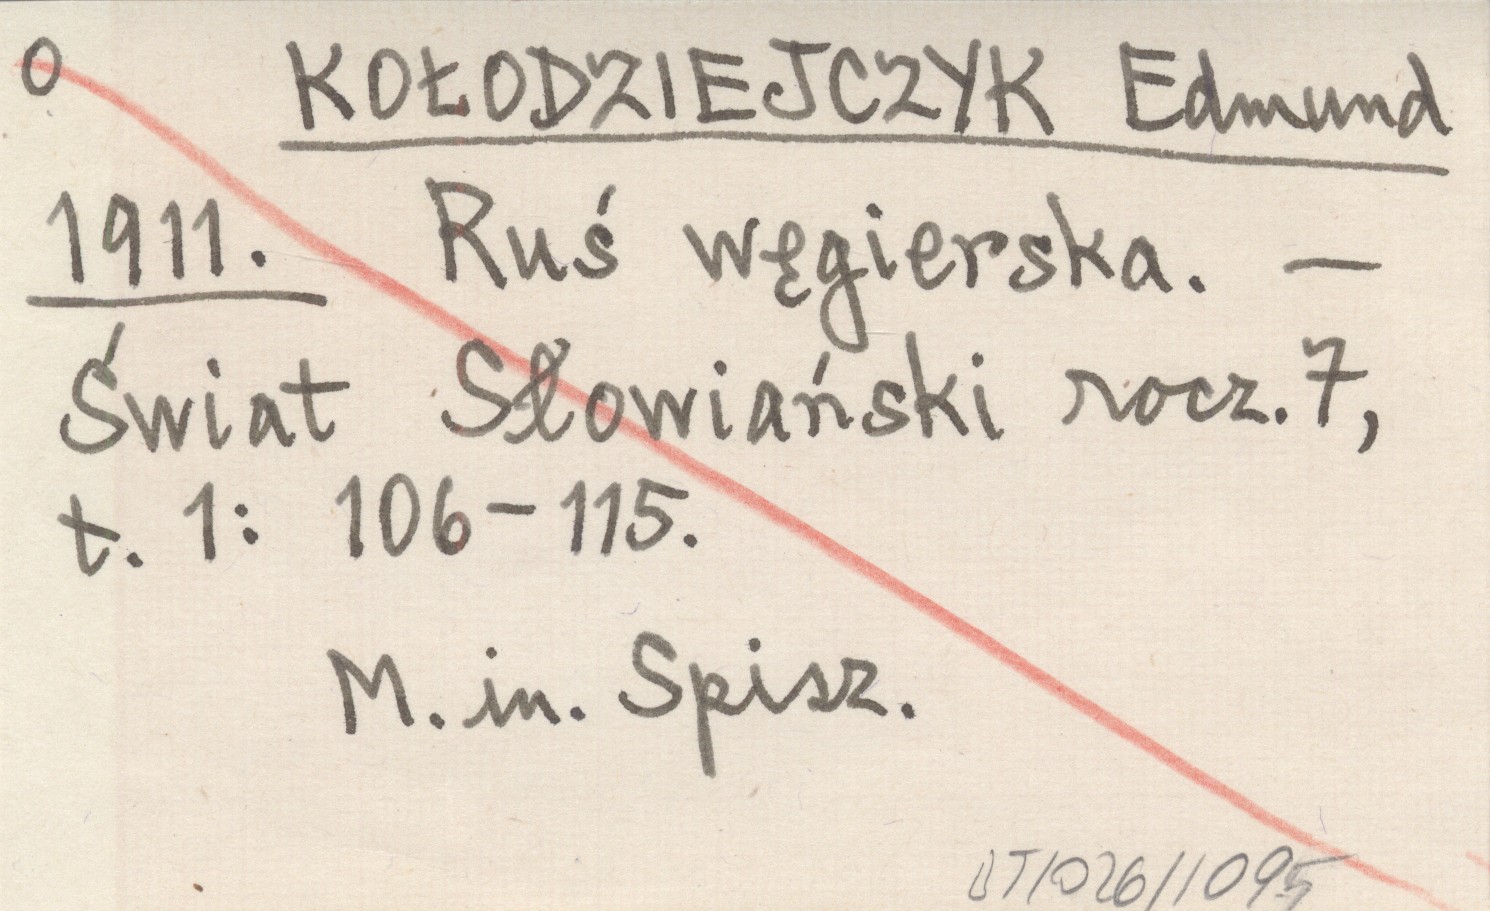 O KOŁODZIEJCZYK Edmund
1911. Ruś węgierska. —
Świat Słowiański rocz. 7,
t. 1: 106-115.
M. in. Spisz.
BT/026/1095